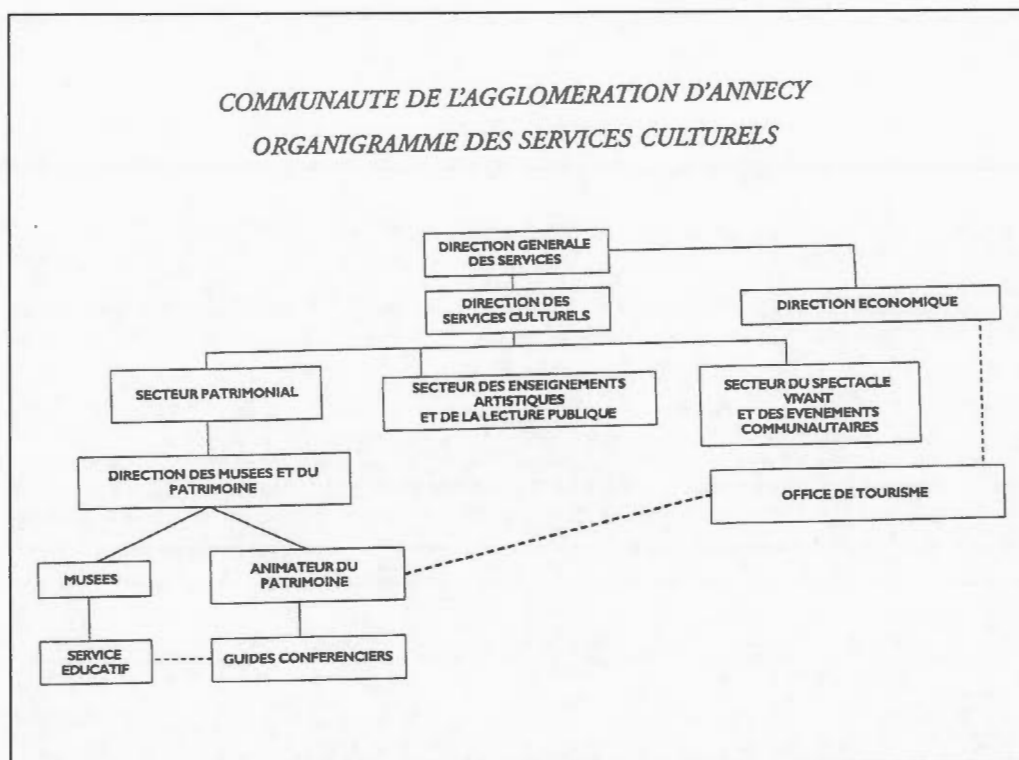 COMMUNAUTE DE L'AGGLOMERATION D'ANNECY
ORGANIGRAMME DES SERVICES CULTURELS
DIRECTION GENERALE
DES SERVICES
DIRECTION DES
SERVICES CULTURELS
DIRECTION ECONOMIQUE
SECTEUR PATRIMONIAL
SECTEUR DES ENSEIGNEMENTS
ARTISTIQUES
ET DE LA LECTURE PUBLIQUE
SECTEUR DU SPECTACLE
VIVANT
ET DES EVENEMENTS
COMMUNAUTAIRES
DIRECTION DES MUSEES ET DU
PATRIMOINE
OFFICE DE TOURISME
MUSEES
ANIMATEUR DU
PATRIMOINE
SERVICE
EDUCATIF
GUIDES CONFERENCIERS